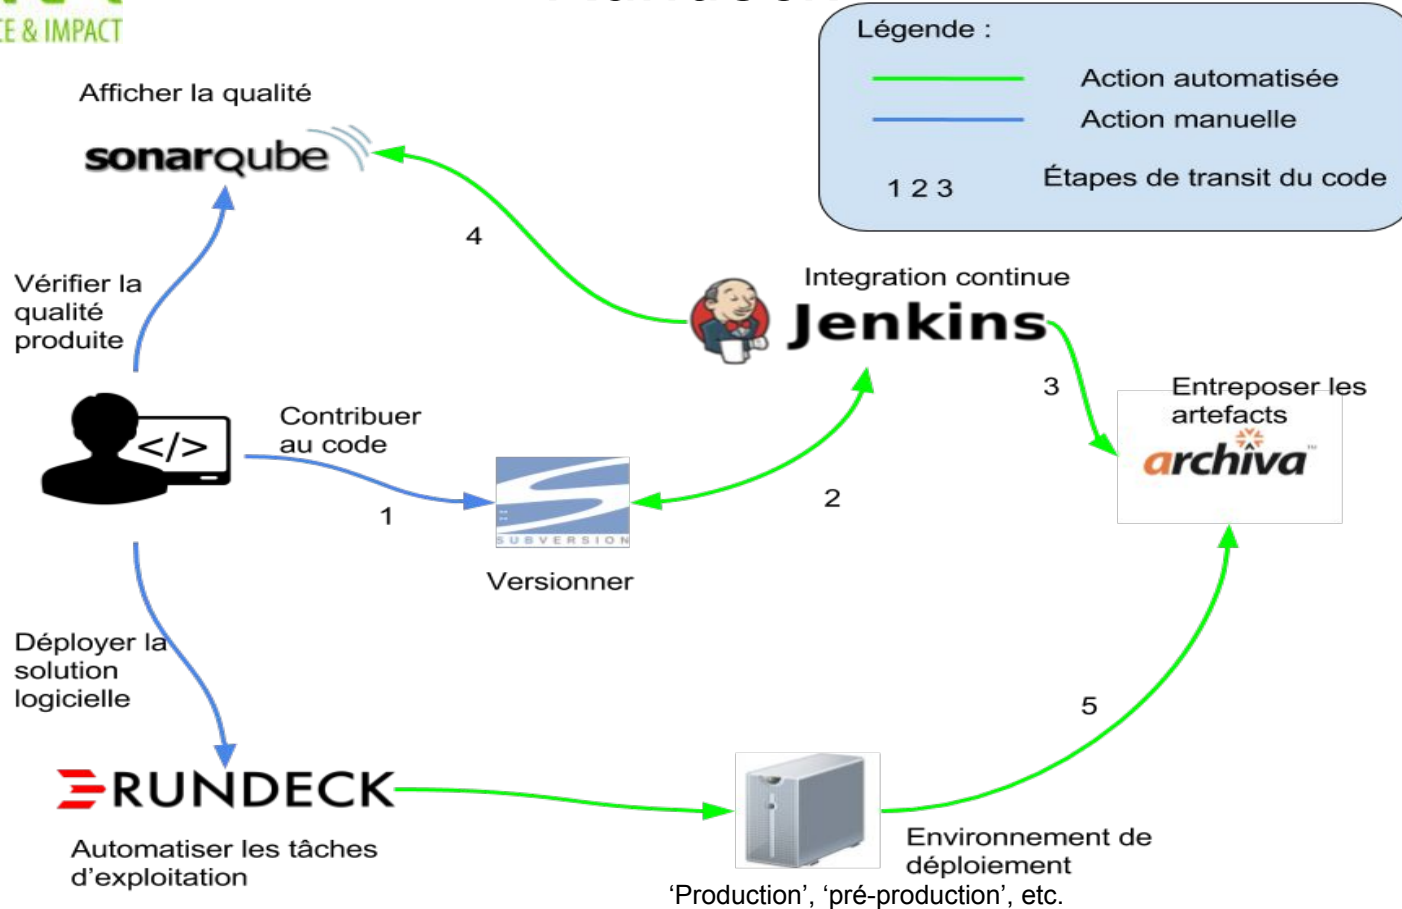 CE & IMPACT
Légende :
Action automatisée
Action manuelle
1 2 3
Étapes de transit du code
Afficher la qualité
sonarqube
4
Vérifier la
qualité
produite
Integration continue
Jenkins
3
Entreposer les
artefacts
archiva™
</>
Contribuer
au code
1
SUBVERSION
Versionner
2
Déployer la
solution
logicielle
5
RUNDECK
Automatiser les tâches
d’exploitation
Environnement de
déploiement
‘Production’, ‘pré-production’, etc.